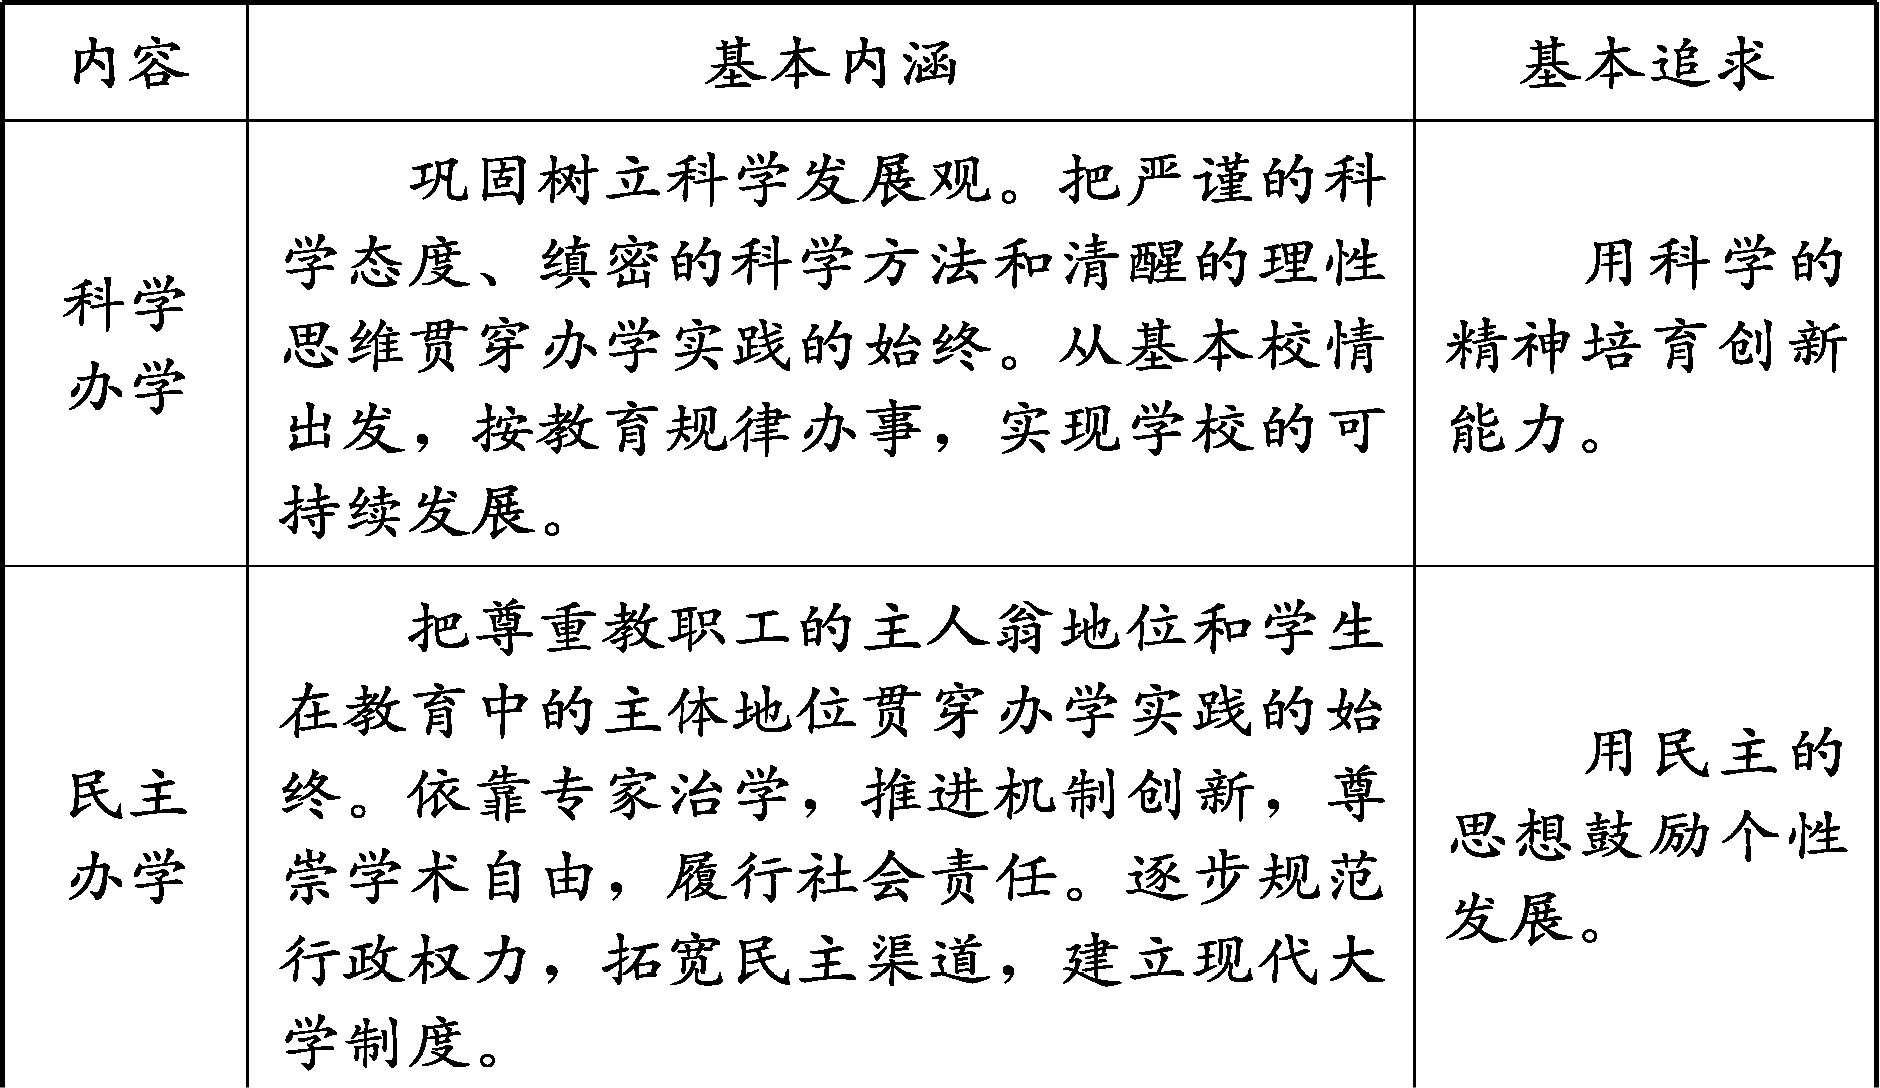 内容 基本内涵 基本追求
科学
办学
巩固树立科学发展观。把严谨的科
学态度、缜密的科学方法和清醒的理性
思维贯穿办学实践的始终。从基本校情
出发，按教育规律办事，实现学校的可
持续发展。
用科学的
精神培育创新
能力。
民主
办学
把尊重教职工的主人翁地位和学生
在教育中的主体地位贯穿办学实践的始
终。依靠专家治学，推进机制创新，尊
崇学术自由，履行社会责任。逐步规范
行政权力，拓宽民主渠道，建立现代大
学制度。
用民主的
思想鼓励个性
发展。